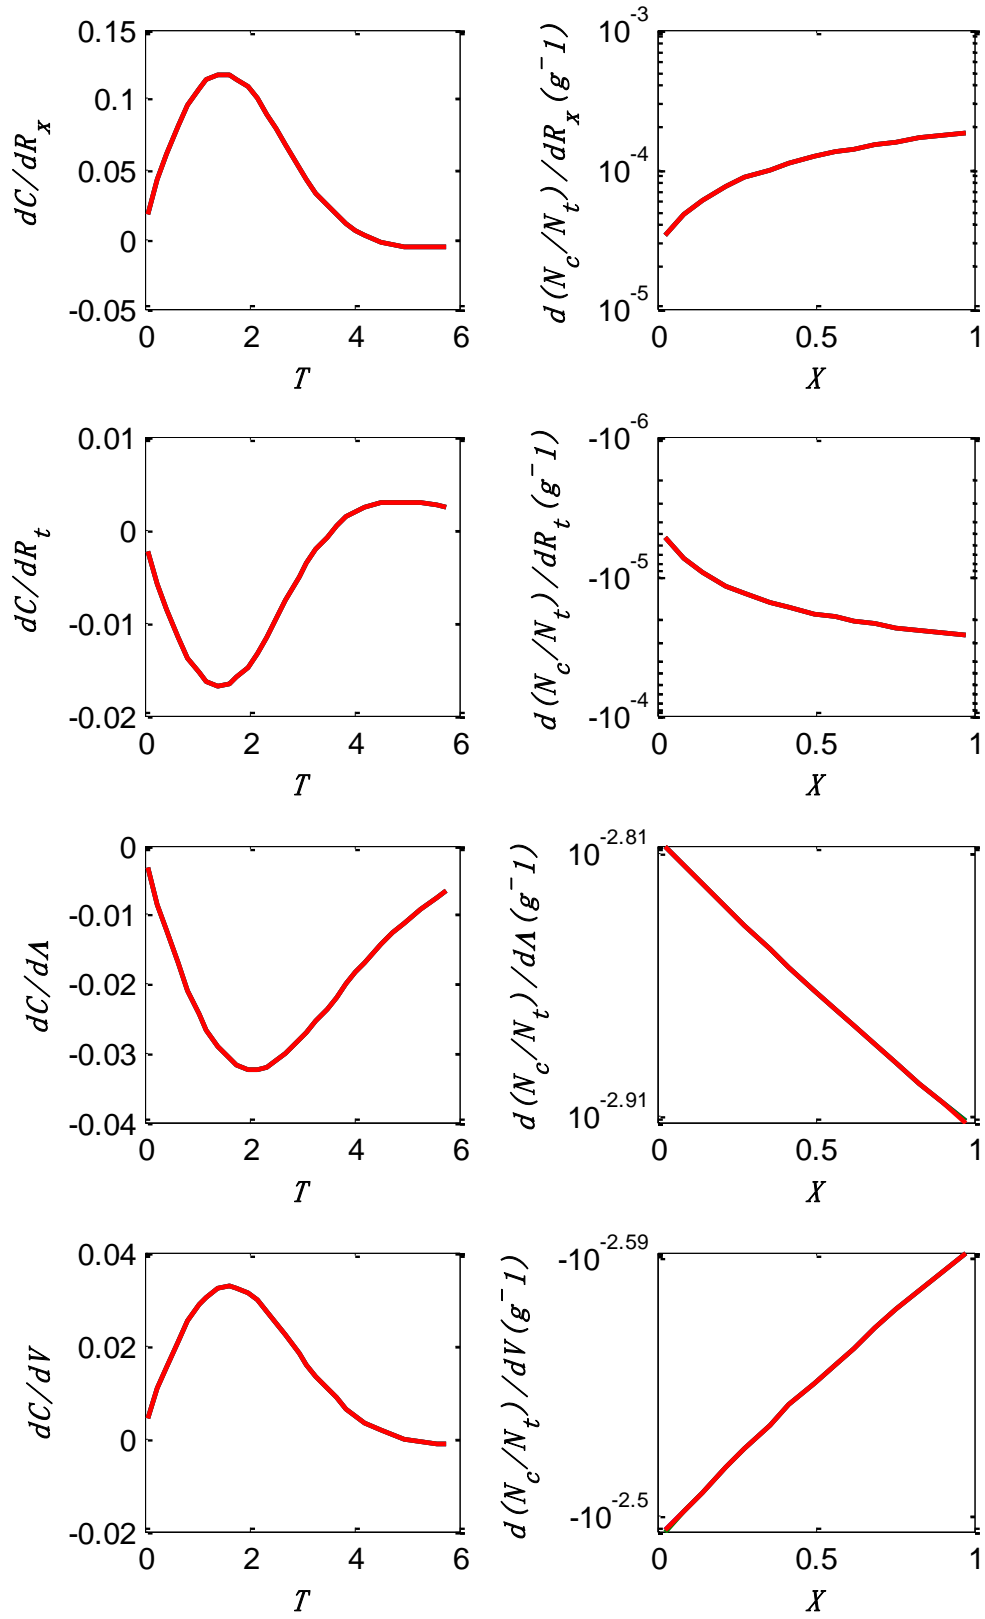 0.15
0.1
0.05
0
-0.05
dC/dR_x
0 2 4 6
T
10^-3
10^-4
10^-5
d(N_c/N_t)/dR_x(g^-1)
0 0.5 1
X
0.01
0
-0.01
-0.02
dC/dR_t
0 2 4 6
T
-10^-6
-10^-5
-10^-4
d(N_c/N_t)/dR_t(g^-1)
0 0.5 1
X
0
-0.01
-0.02
-0.03
-0.04
dC/dΛ
0 2 4 6
T
10^-2.81
10^-2.91
d(N_c/N_t)/dΛ(g^-1)
0 0.5 1
X
0.04
0.02
0
-0.02
dC/dV
0 2 4 6
T
-10^-2.59
-10^-2.5
d(N_c/N_t)/dV(g^-1)
0 0.5 1
X